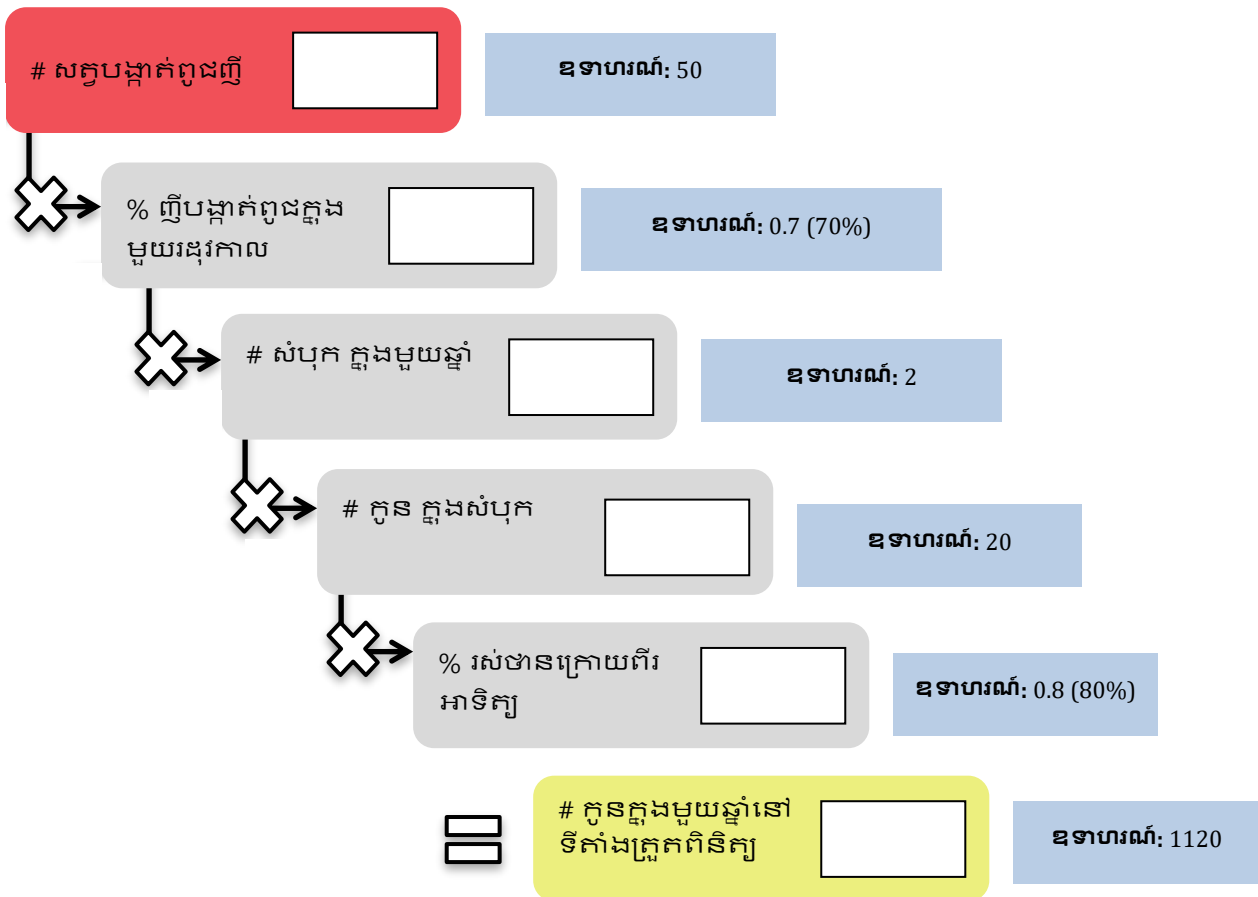 # សត្វបង្កាត់ពូជញី
ឧទាហរណ៍: 50
% ញីបង្កាត់ពូជក្នុង
មួយរដុវកាល
ឧទាហរណ៍: 0.7 (70%)
# សំបុក ក្នុងមួយឆ្នាំ
ឧទាហរណ៍: 2
# កូន ក្នុងសំបុក
ឧទាហរណ៍: 20
% រស់ថានក្រោយពីរ
អាទិត្យ
ឧទាហរណ៍: 0.8 (80%)
# កូនក្នុងមួយឆ្នាំនៅ
ទីតាំងត្រួតពិនិត្យ
ឧទាហរណ៍: 1120